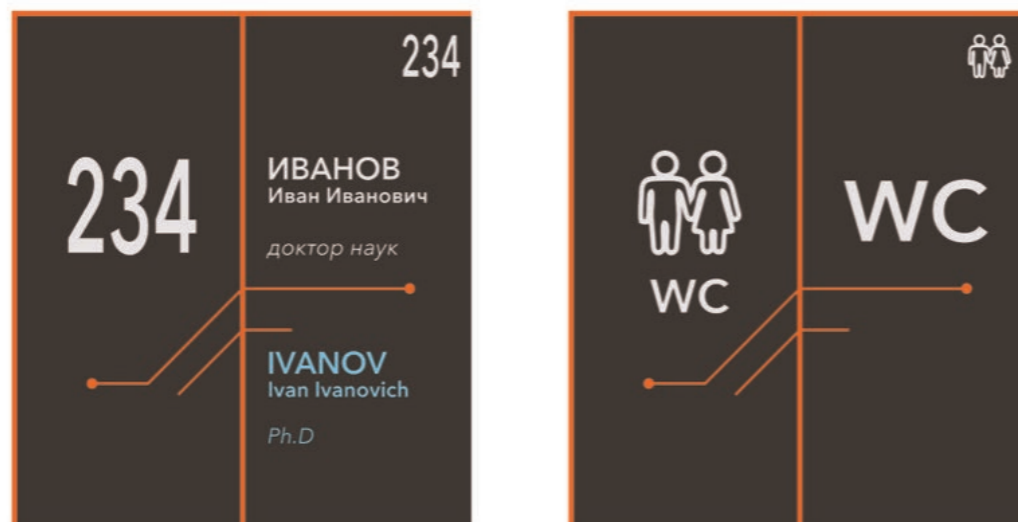 234
234
ИВАНОВ
Иван Иванович
доктор наук
IVANOV
Ivan Ivanovich
Ph.D
WC
WC